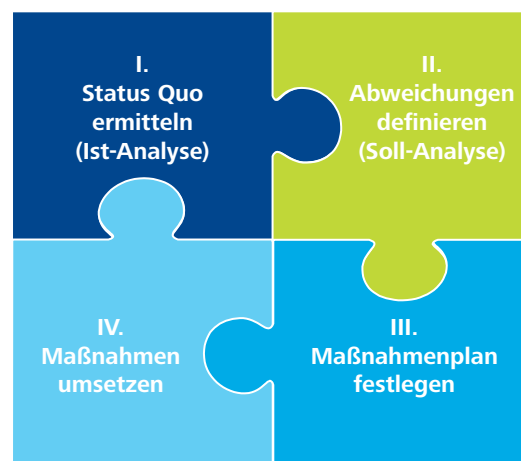 I.
Status Quo
ermitteln
(Ist-Analyse)
II.
Abweichungen
definieren
(Soll-Analyse)
III.
Maßnahmenplan
festlegen
IV.
Maßnahmen
umsetzen